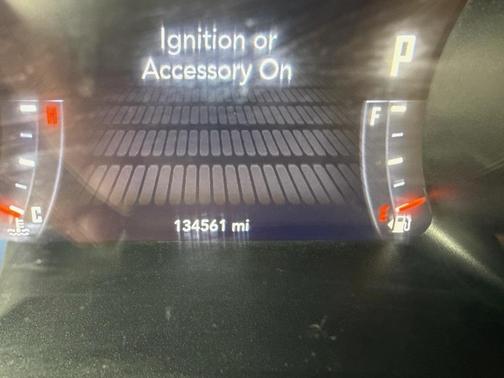 Ignition or
Accessory On
P
H
F
134561 mi
C
E